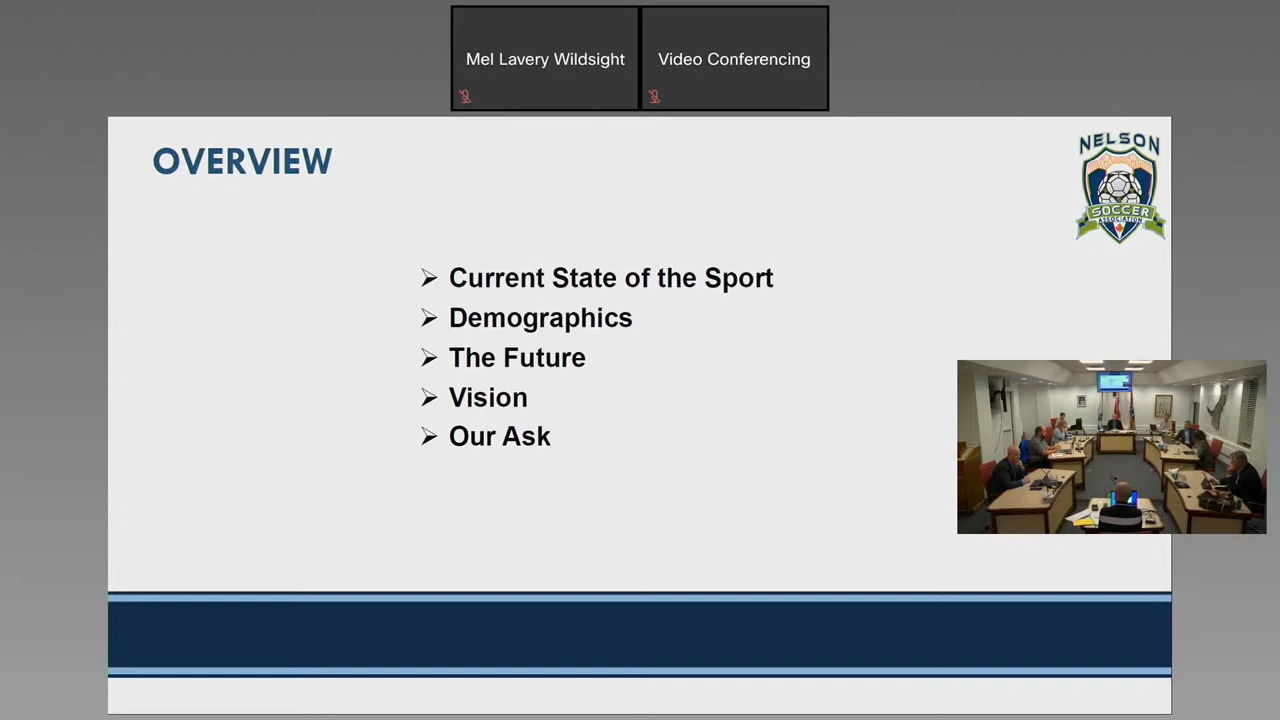 Mel Lavery Wildsight
Video Conferencing
OVERVIEW
NELSON
SOCCER
ASSOCIATION
Current State of the Sport
Demographics
The Future
Vision
Our Ask